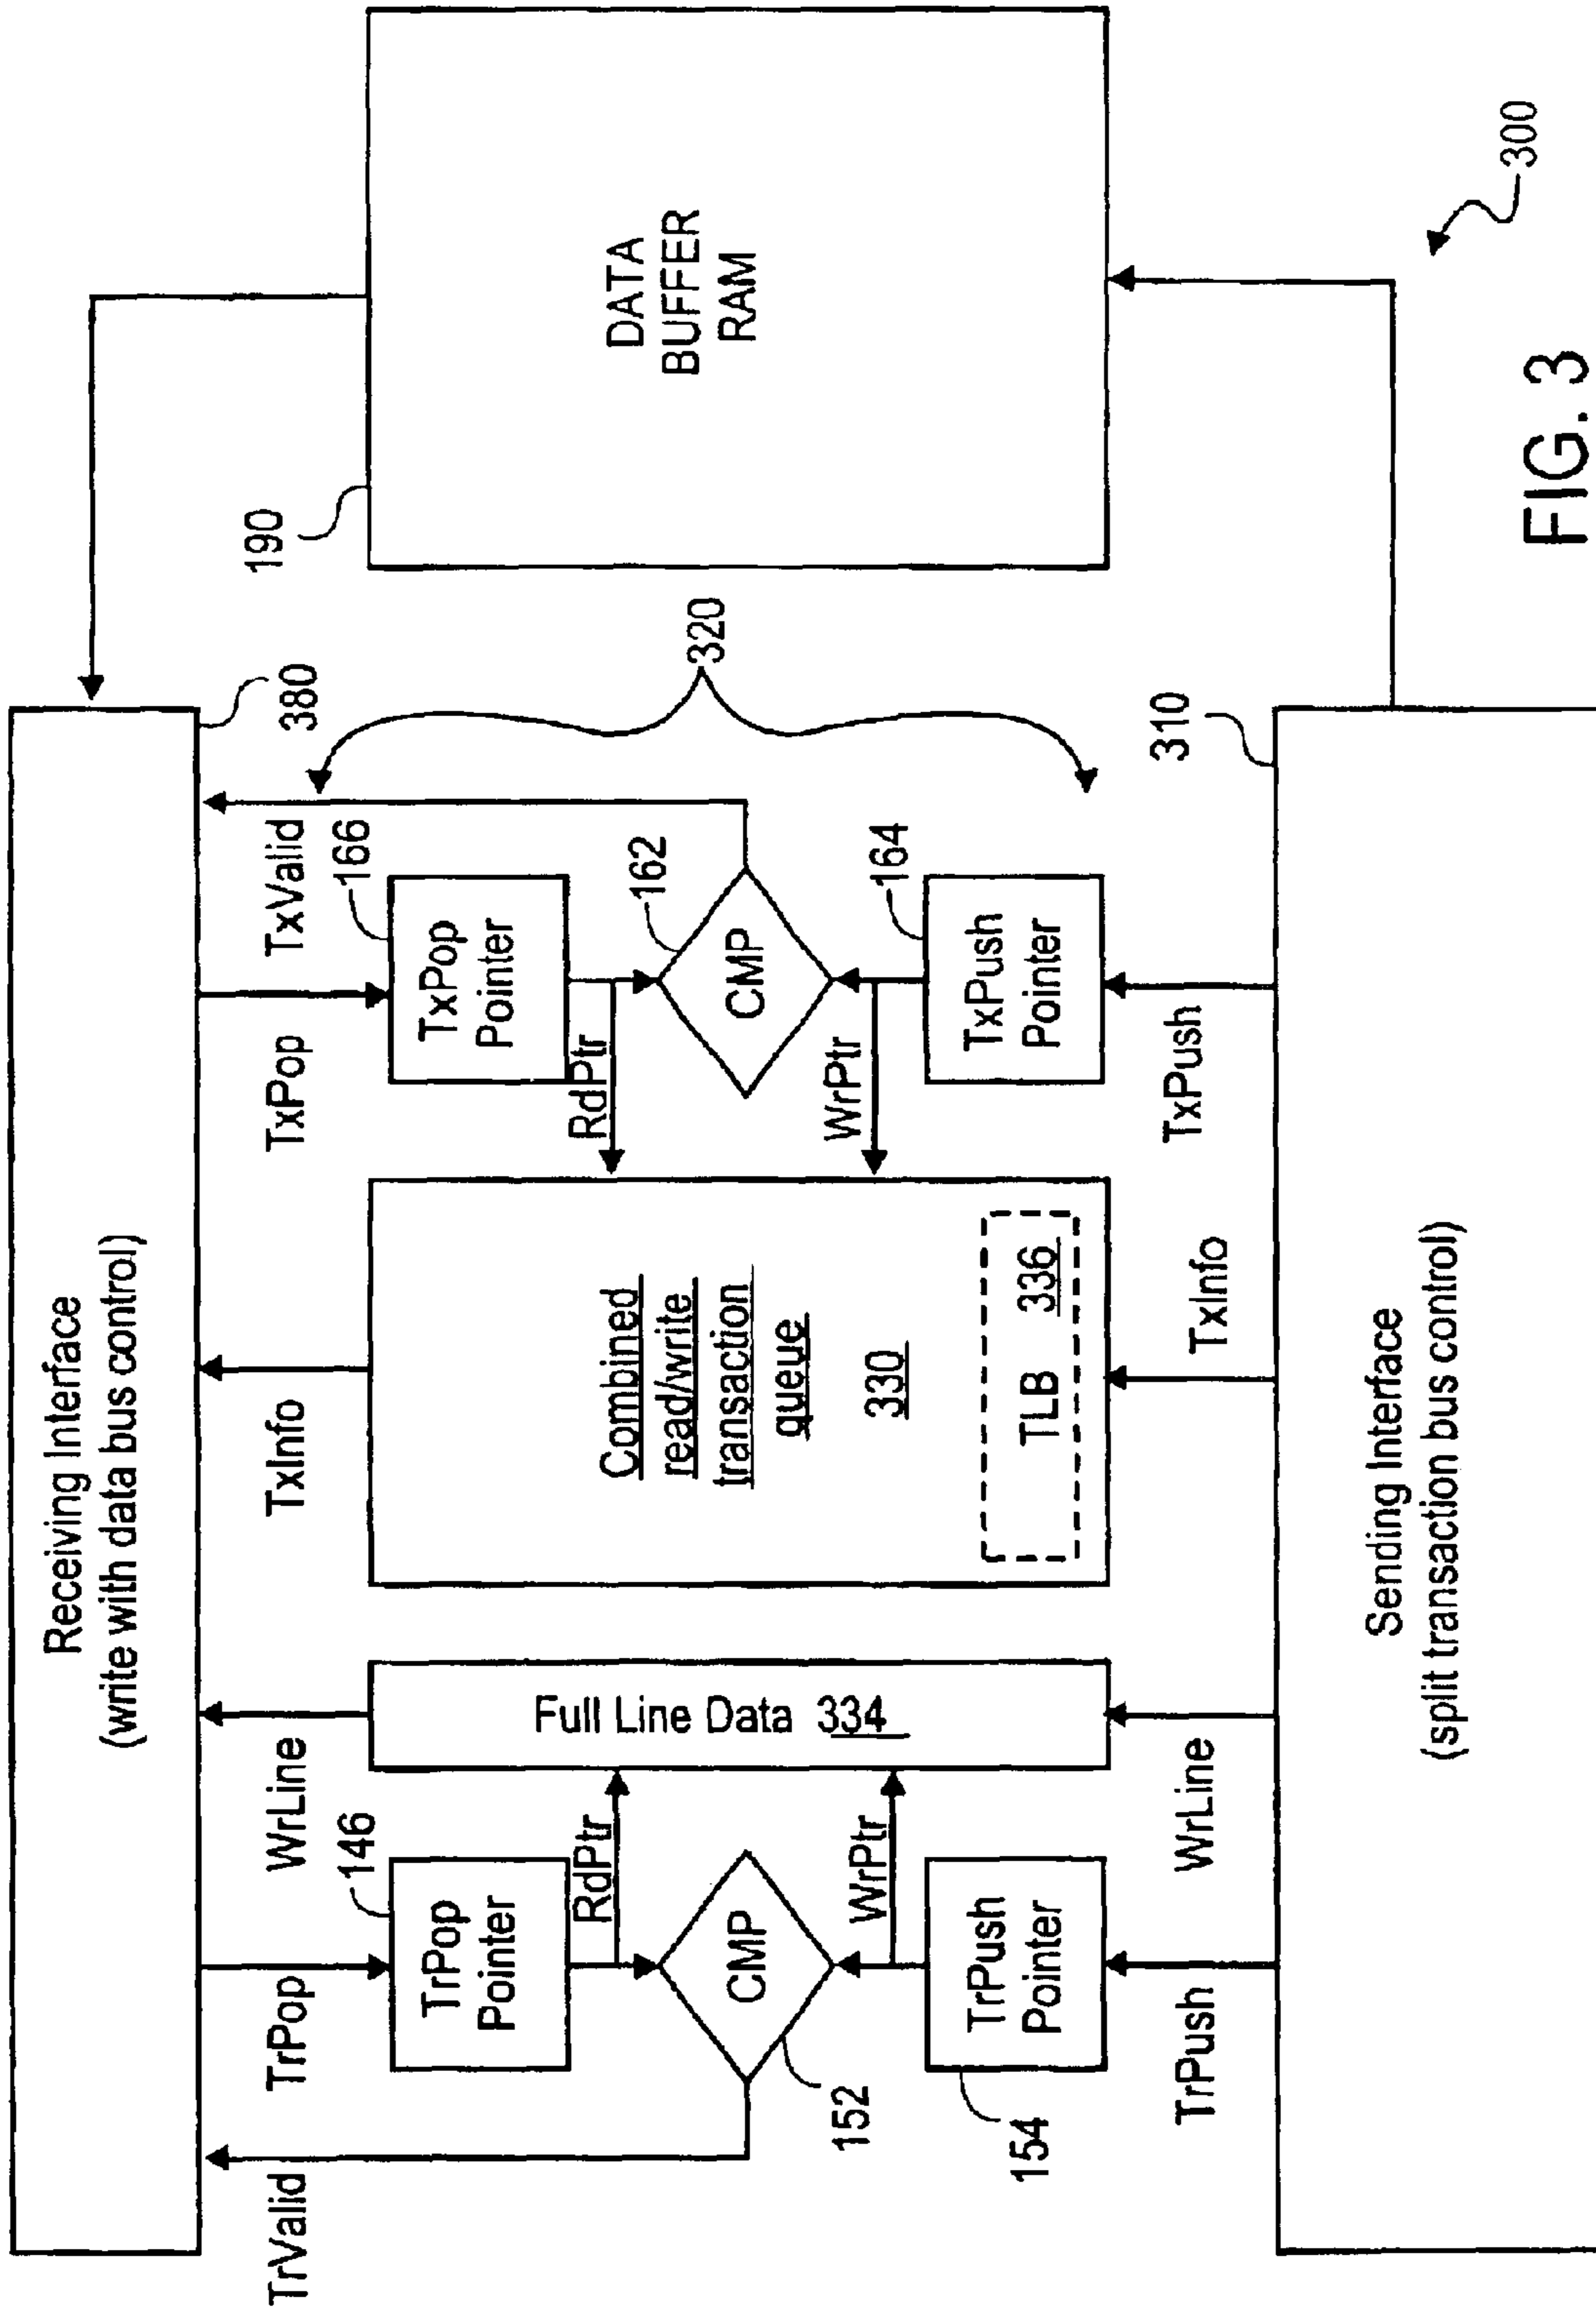 Receiving Interface
(write with data bus control)
380
TrValid
TrPop
WrLine
TxInfo
TxPop
TxValid
146
TrPop
Pointer
RdPtr
CMP
152
WrPtr
TrPush
Pointer
154
TrPush
Full Line Data 334
WrLine
Combined
read/write
transaction
queue
330
TLB 336
TxInfo
166
TxPop
Pointer
RdPtr
162
CMP
WrPtr
164
TxPush
Pointer
TxPush
320
310
Sending Interface
(split transaction bus control)
190
DATA
BUFFER
RAM
300
FIG. 3